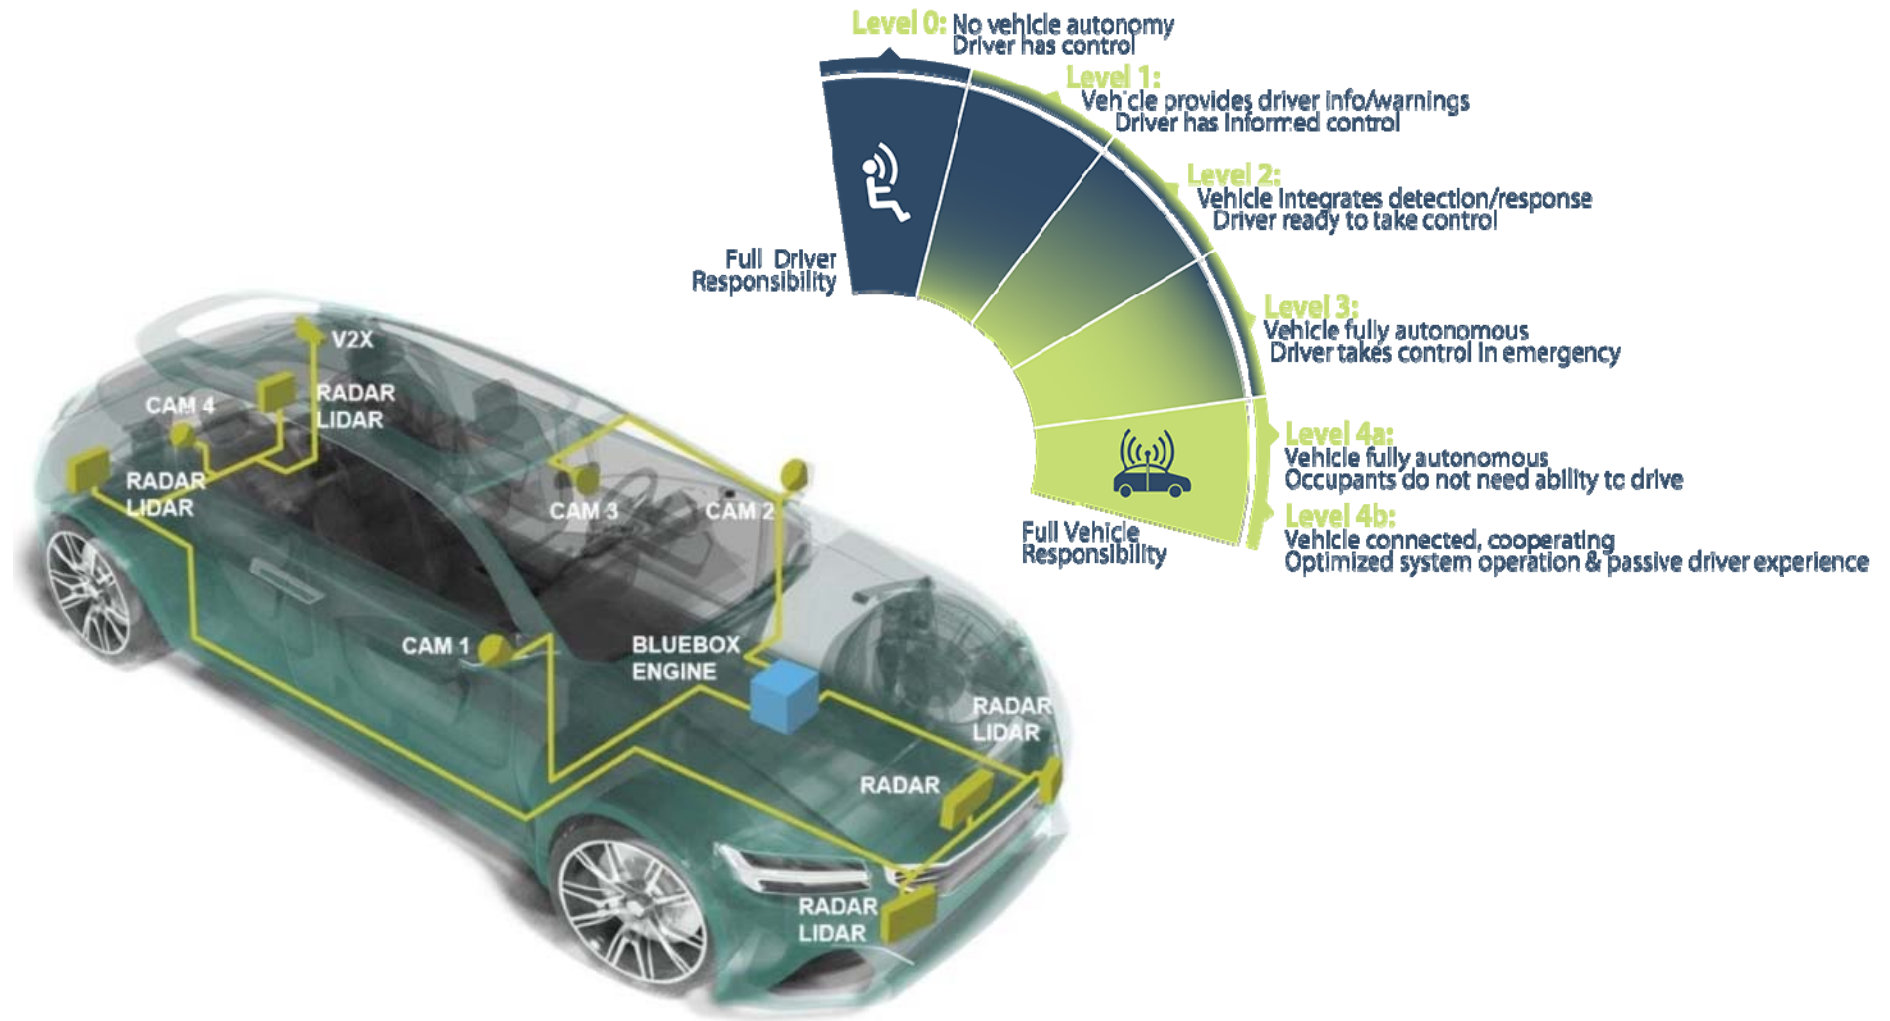 Level 0: No vehicle autonomy
Driver has control
Level 1:
Vehicle provides driver info/warnings
Driver has informed control
Level 2:
Vehicle integrates detection/response
Driver ready to take control
Full Driver
Responsibility
Level 3:
Vehicle fully autonomous
Driver takes control in emergency
Level 4a:
Vehicle fully autonomous
Occupants do not need ability to drive
Level 4b:
Vehicle connected, cooperating
Optimized system operation & passive driver experience
Full Vehicle
Responsibility
V2X
RADAR
LIDAR
CAM 4
RADAR
LIDAR
CAM 3
CAM 2
CAM 1
BLUEBOX
ENGINE
RADAR
LIDAR
RADAR
RADAR
LIDAR